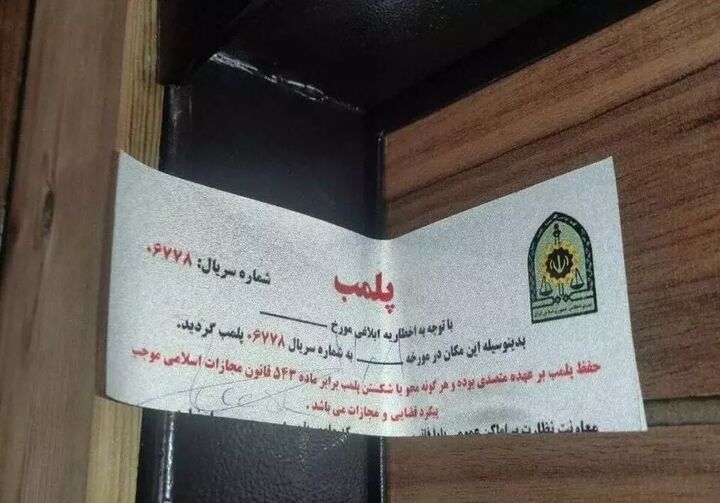 شماره سریال: ۰۶۷۷۸
پلمب
با توجه به اخطاریه ابلاغی مورخ
بدینوسیله این مکان در مورخه ________ به شماره سریال ۰۶۷۷۸ پلمب گردید.
حفظ پلمب بر عهده متصدی بوده و هر گونه محو یا شکستن پلمب برابر ماده ۵۴۳ قانون مجازات اسلامی موجب
پیگرد قضایی و مجازات می باشد .
معاونت نظارت بر اماکن عمومی